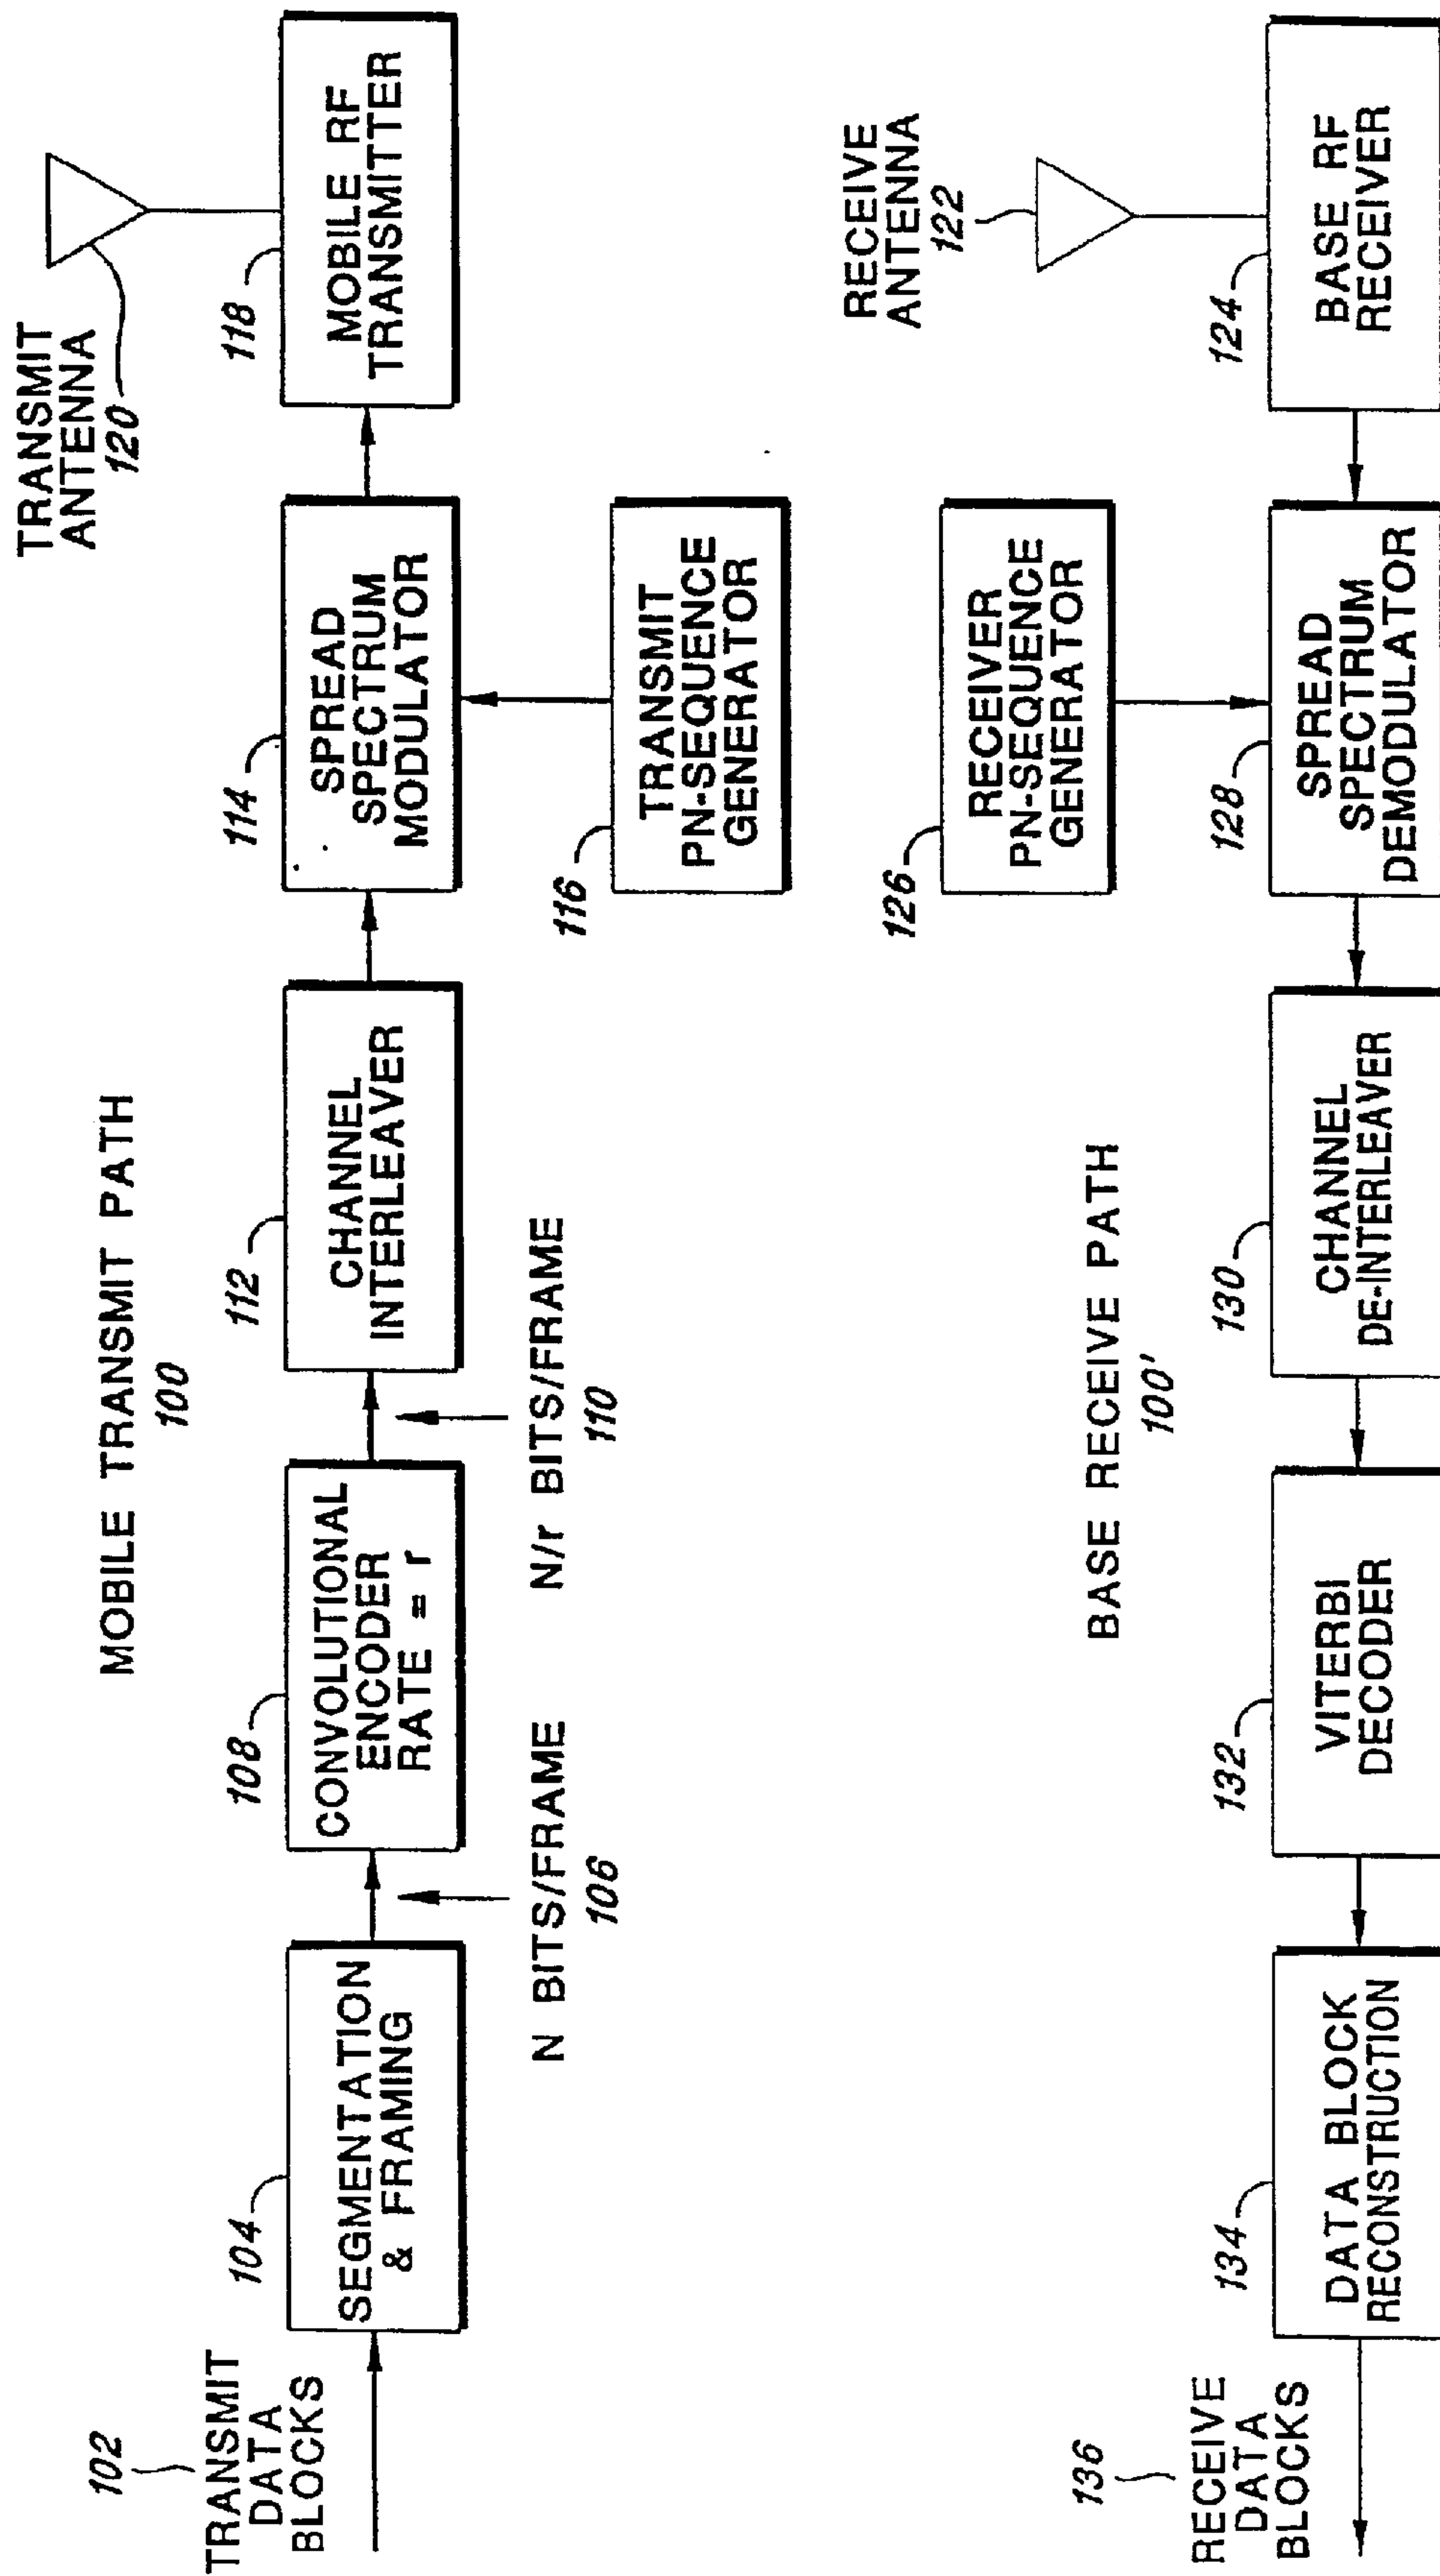 MOBILE TRANSMIT PATH
100
102
TRANSMIT
DATA
BLOCKS
104
SEGMENTATION
& FRAMING
N BITS/FRAME
106
108
CONVOLUTIONAL
ENCODER
RATE = r
N/r BITS/FRAME
110
112
CHANNEL
INTERLEAVER
114
SPREAD
SPECTRUM
MODULATOR
116
TRANSMIT
PN-SEQUENCE
GENERATOR
118
MOBILE RF
TRANSMITTER
TRANSMIT
ANTENNA
120
BASE RECEIVE PATH
100'
RECEIVE
ANTENNA
122
124
BASE RF
RECEIVER
126
RECEIVER
PN-SEQUENCE
GENERATOR
128
SPREAD
SPECTRUM
DEMODULATOR
130
CHANNEL
DE-INTERLEAVER
132
VITERBI
DECODER
134
DATA BLOCK
RECONSTRUCTION
136
RECEIVE
DATA
BLOCKS